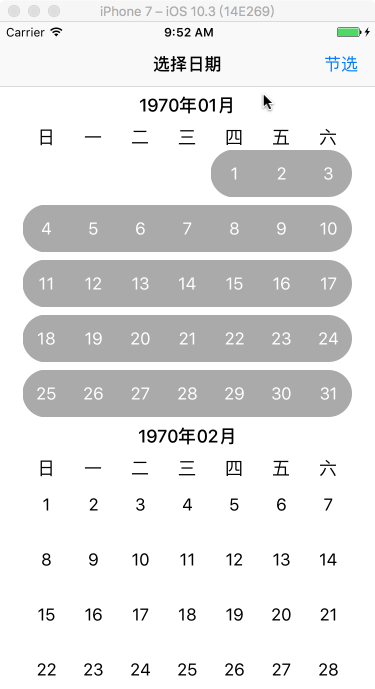 iPhone 7 – iOS 10.3 (14E269)
Carrier 9:52 AM
选择日期 节选
1970年01月
日 一 二 三 四 五 六
1 2 3
4 5 6 7 8 9 10
11 12 13 14 15 16 17
18 19 20 21 22 23 24
25 26 27 28 29 30 31
1970年02月
日 一 二 三 四 五 六
1 2 3 4 5 6 7
8 9 10 11 12 13 14
15 16 17 18 19 20 21
22 23 24 25 26 27 28